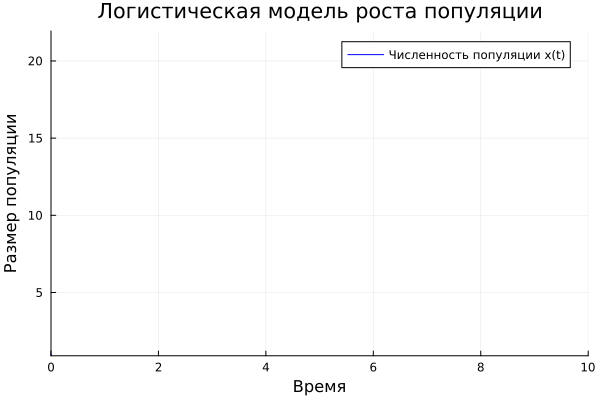 Логистическая модель роста популяции
Численность популяции x(t)
Размер популяции
20
15
10
5
0 2 4 6 8 10
Время